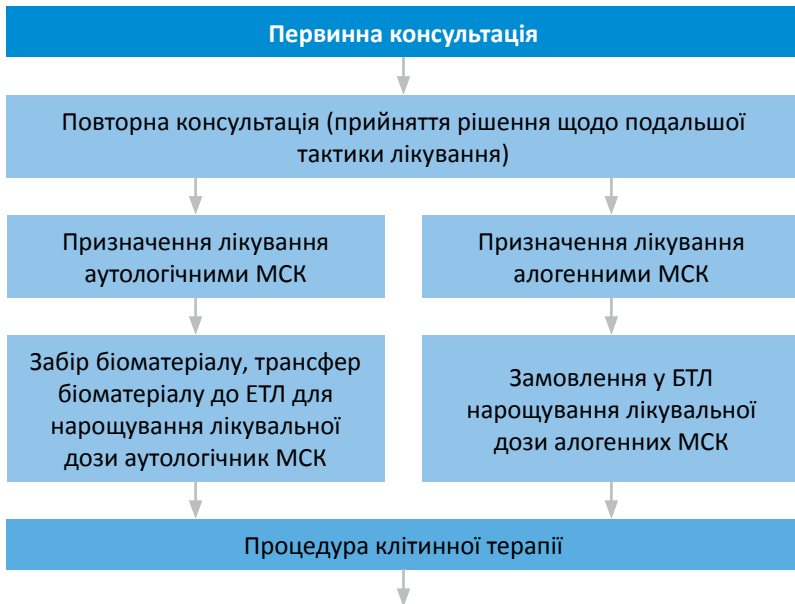 Первинна консультація
Повторна консультація (прийняття рішення щодо подальшої
тактики лікування)
Призначення лікування
аутологічними МСК
Призначення лікування
алогенними МСК
Забір біоматеріалу, трансфер
біоматеріалу до ЕТЛ для
нарощування лікувальної
дози аутологічник МСК
Замовлення у БТЛ
нарощування лікувальної
дози алогенних МСК
Процедура клітинної терапії